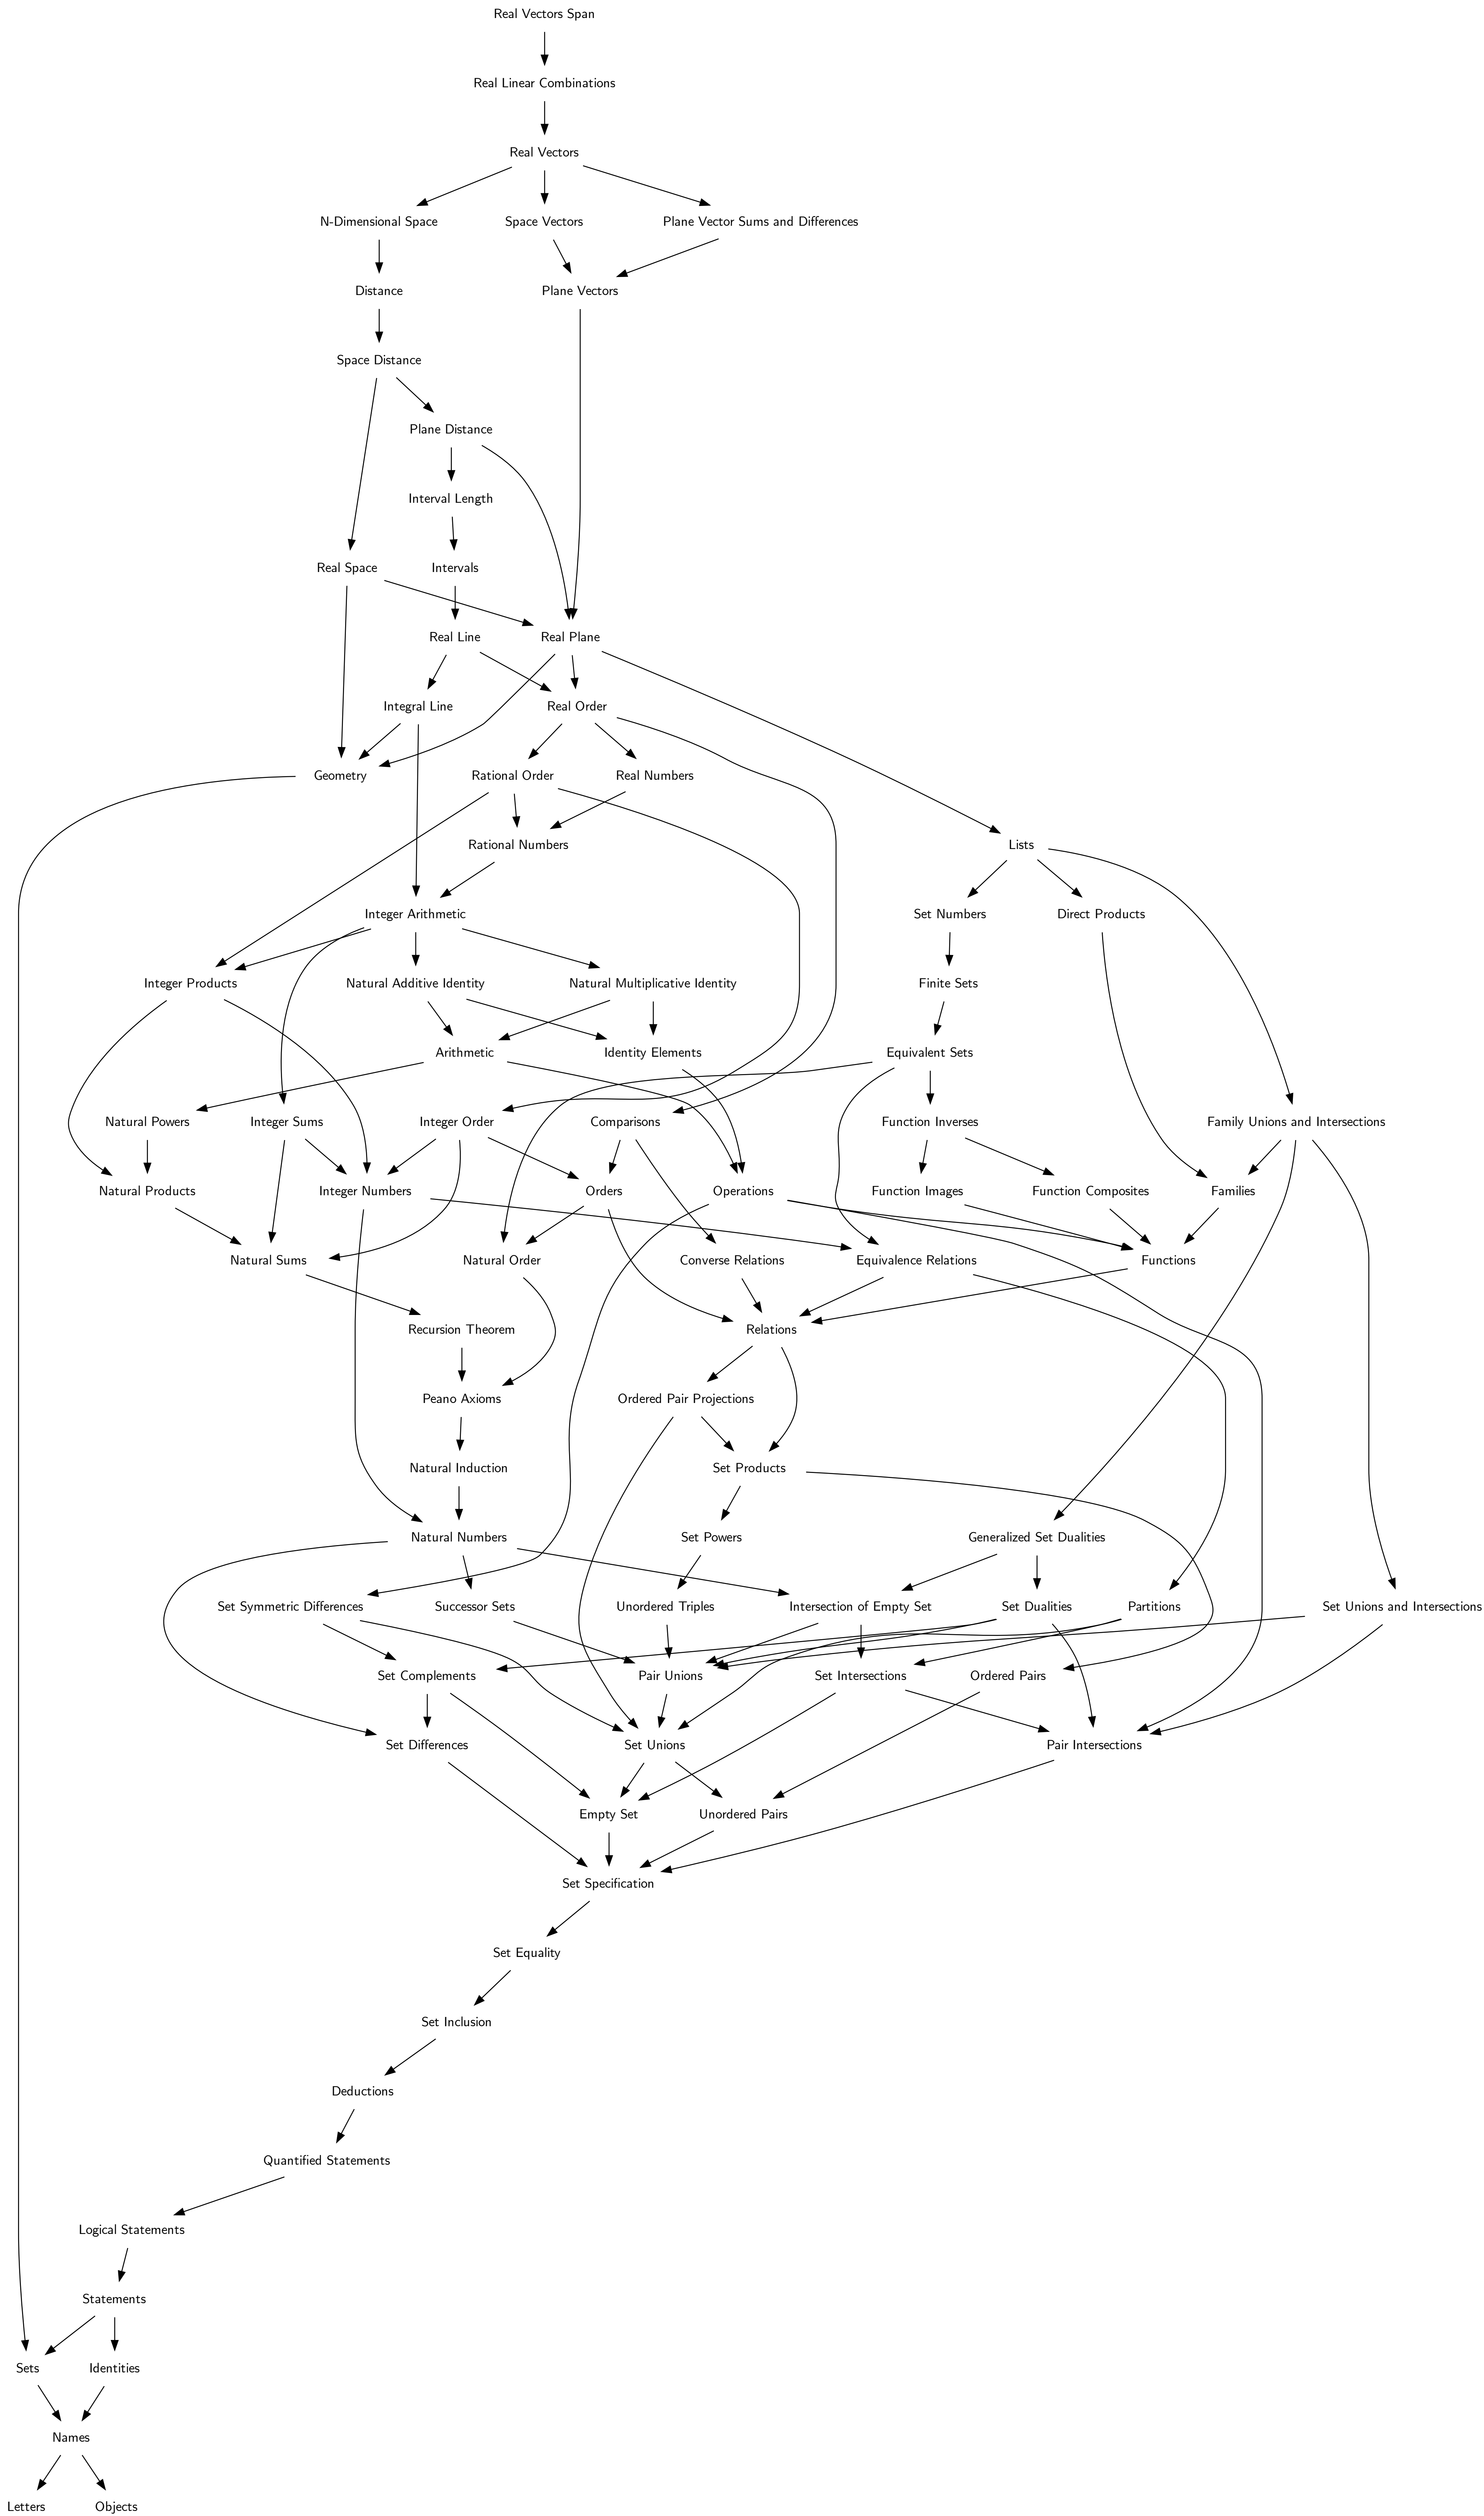 Real Vectors Span
Real Linear Combinations
Real Vectors
N-Dimensional Space
Space Vectors
Plane Vector Sums and Differences
Distance
Plane Vectors
Space Distance
Plane Distance
Interval Length
Real Space
Intervals
Real Line
Real Plane
Integral Line
Real Order
Geometry
Rational Order
Real Numbers
Rational Numbers
Lists
Integer Arithmetic
Set Numbers
Direct Products
Integer Products
Natural Additive Identity
Natural Multiplicative Identity
Finite Sets
Arithmetic
Identity Elements
Equivalent Sets
Natural Powers
Integer Sums
Integer Order
Comparisons
Function Inverses
Family Unions and Intersections
Natural Products
Integer Numbers
Orders
Operations
Function Images
Function Composites
Families
Natural Sums
Natural Order
Converse Relations
Equivalence Relations
Functions
Recursion Theorem
Relations
Peano Axioms
Ordered Pair Projections
Natural Induction
Set Products
Natural Numbers
Set Powers
Generalized Set Dualities
Set Symmetric Differences
Successor Sets
Unordered Triples
Intersection of Empty Set
Set Dualities
Partitions
Set Unions and Intersections
Set Complements
Pair Unions
Set Intersections
Ordered Pairs
Set Differences
Set Unions
Pair Intersections
Empty Set
Unordered Pairs
Set Specification
Set Equality
Set Inclusion
Deductions
Quantified Statements
Logical Statements
Statements
Sets
Identities
Names
Letters
Objects